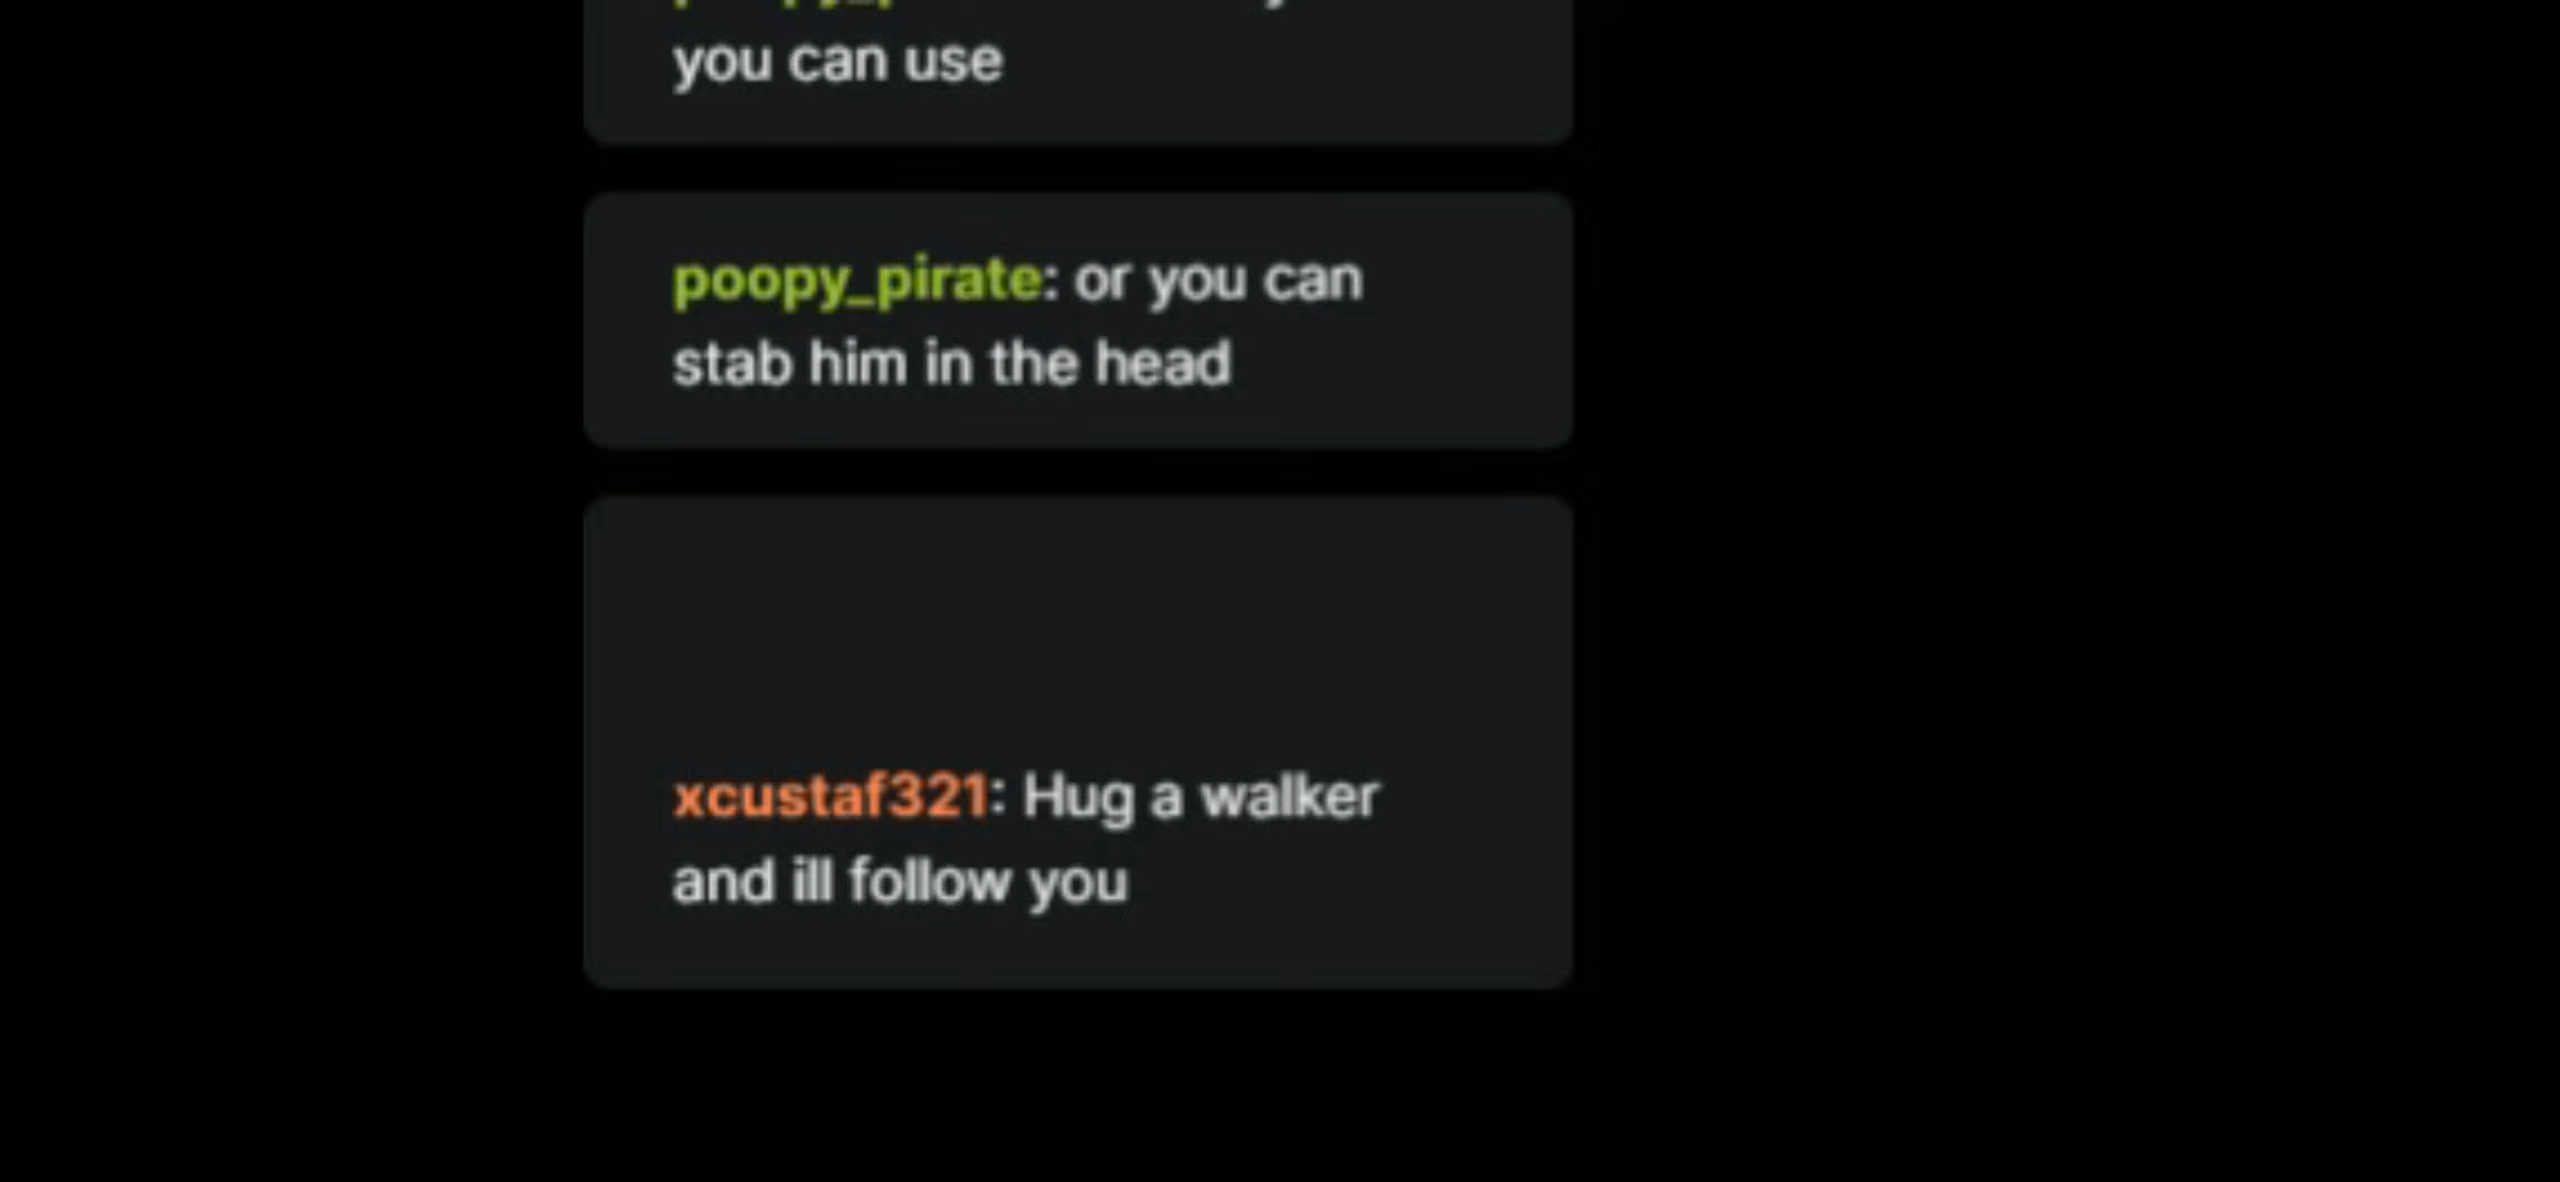 you can use
poopy_pirate: or you can
stab him in the head
xcustaf321: Hug a walker
and ill follow you